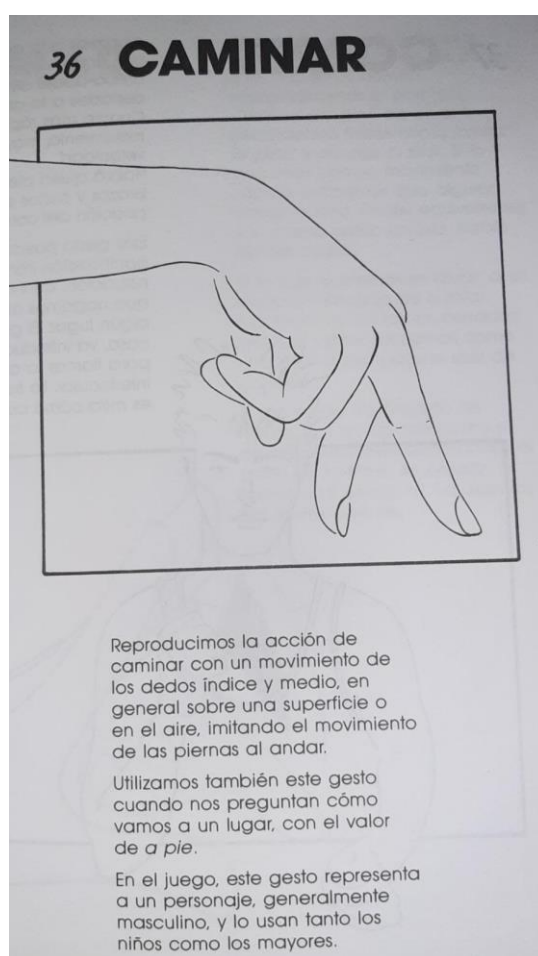 36 CAMINAR
Reproducimos la acción de
caminar con un movimiento de
los dedos índice y medio, en
general sobre una superficie o
en el aire, imitando el movimiento
de las piernas al andar.
Utilizamos también este gesto
cuando nos preguntan cómo
vamos a un lugar, con el valor
de a pie.
En el juego, este gesto representa
a un personaje, generalmente
masculino, y lo usan tanto los
niños como los mayores.